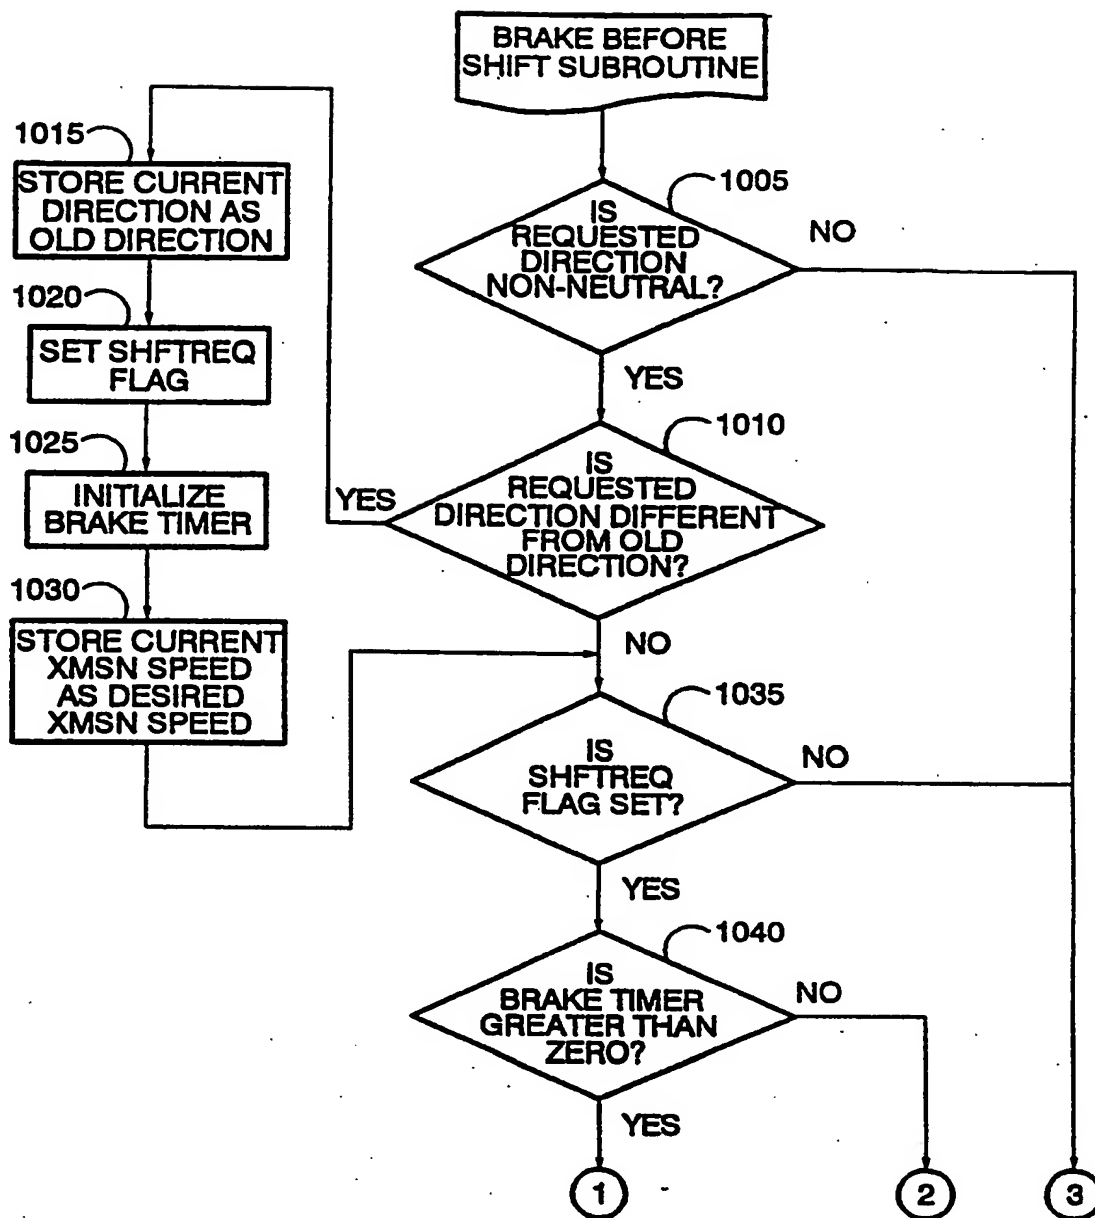 BRAKE BEFORE
SHIFT SUBROUTINE
1005
IS
REQUESTED
DIRECTION
NON-NEUTRAL?
NO
YES
1010
IS
REQUESTED
DIRECTION DIFFERENT
FROM OLD
DIRECTION?
YES
NO
1015
STORE CURRENT
DIRECTION AS
OLD DIRECTION
1020
SET SHFTREQ
FLAG
1025
INITIALIZE
BRAKE TIMER
1030
STORE CURRENT
XMSN SPEED
AS DESIRED
XMSN SPEED
1035
IS
SHFTREQ
FLAG SET?
NO
YES
1040
IS
BRAKE TIMER
GREATER THAN
ZERO?
NO
YES
1
2
3